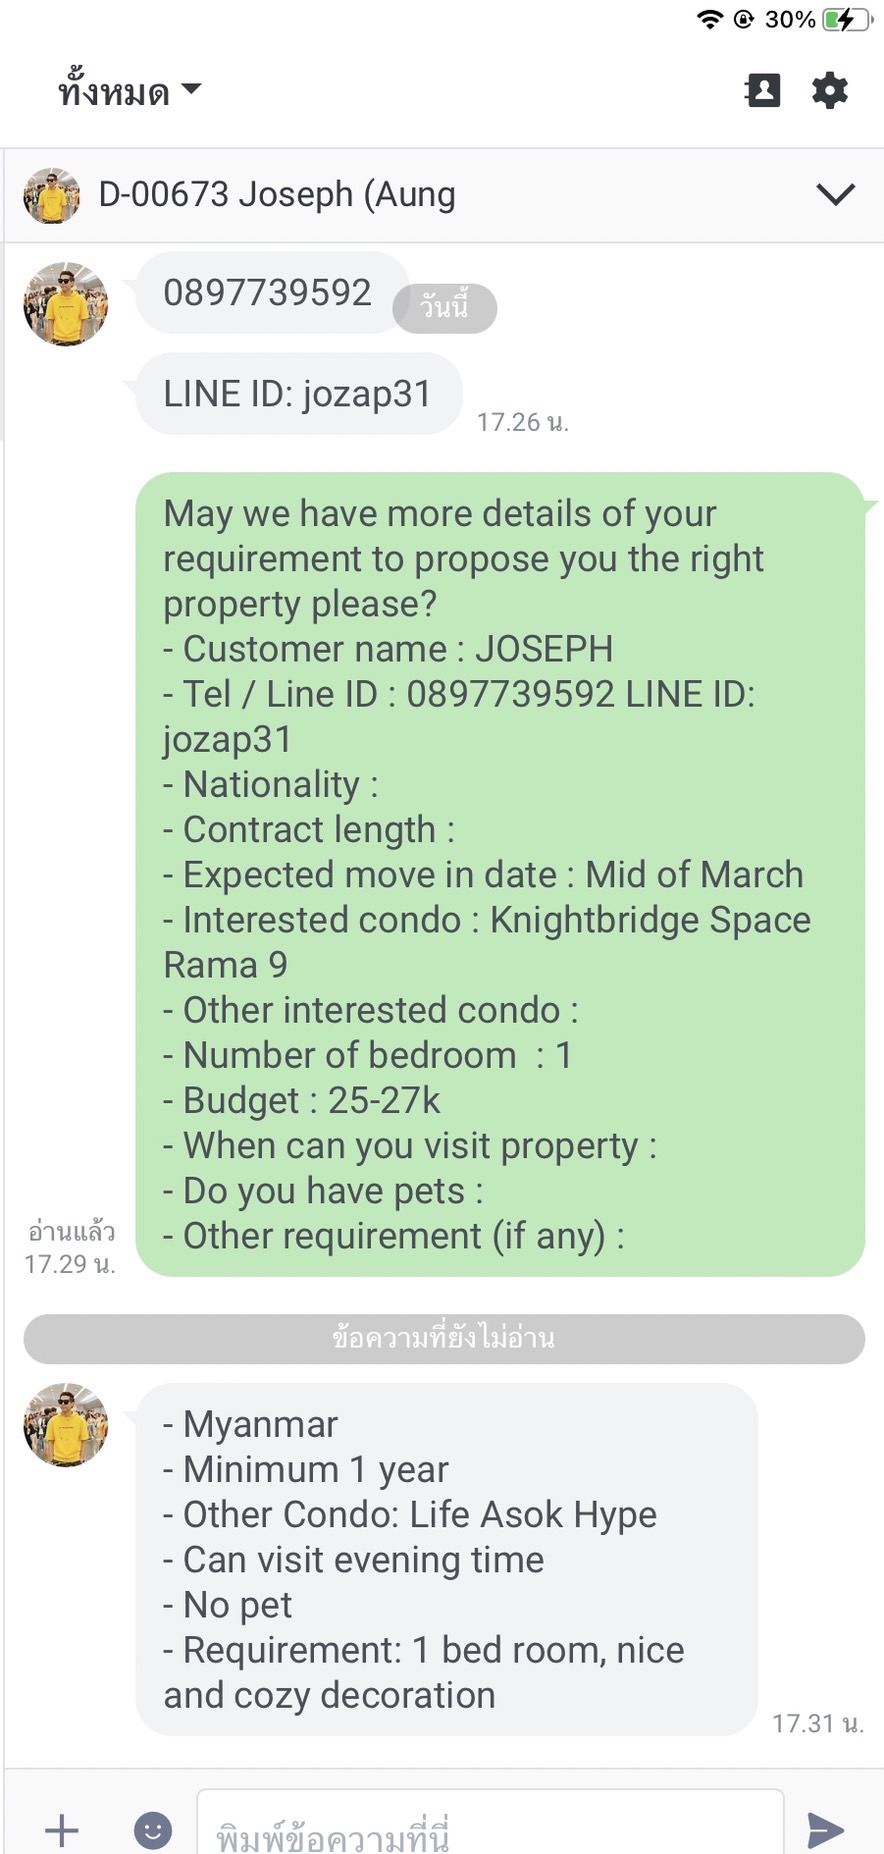 30%
ทั้งหมด
D-00673 Joseph (Aung
0897739592
วันนี้
LINE ID: jozap31
17.26 น.
May we have more details of your
requirement to propose you the right
property please?
- Customer name : JOSEPH
- Tel / Line ID : 0897739592 LINE ID:
jozap31
- Nationality :
- Contract length :
- Expected move in date : Mid of March
- Interested condo : Knightbridge Space
Rama 9
- Other interested condo :
- Number of bedroom  : 1
- Budget : 25-27k
- When can you visit property :
- Do you have pets :
- Other requirement (if any) :
อ่านแล้ว
17.29 น.
ข้อความที่ยังไม่อ่าน
- Myanmar
- Minimum 1 year
- Other Condo: Life Asok Hype
- Can visit evening time
- No pet
- Requirement: 1 bed room, nice
and cozy decoration
17.31 น.
พิมพ์ข้อความที่นี่